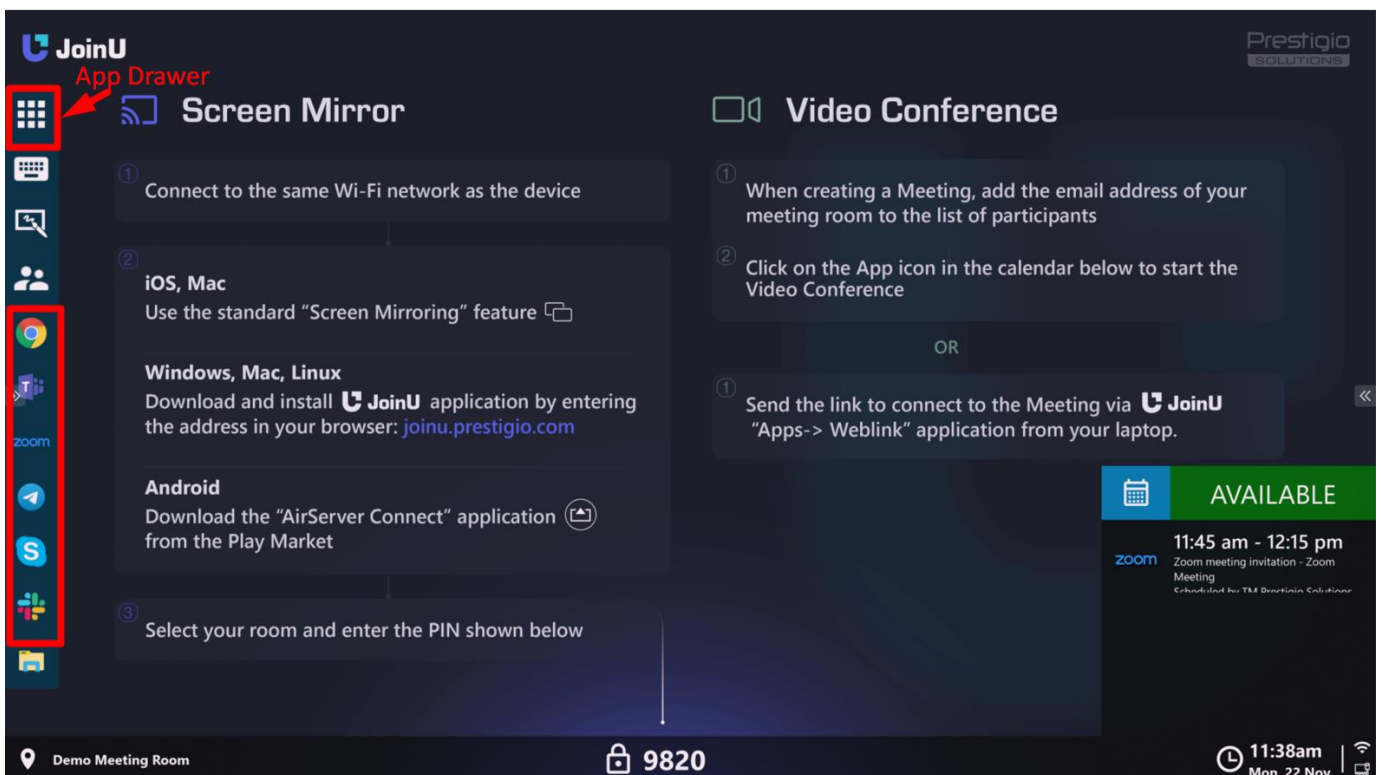 JoinU
Prestigio
SOLUTIONS
App Drawer
Screen Mirror
1
Connect to the same Wi-Fi network as the device
2
iOS, Mac
Use the standard “Screen Mirroring” feature
Windows, Mac, Linux
Download and install JoinU application by entering
the address in your browser: joinu.prestigio.com
Android
Download the “AirServer Connect” application
from the Play Market
3
Select your room and enter the PIN shown below
Video Conference
1
When creating a Meeting, add the email address of your
meeting room to the list of participants
2
Click on the App icon in the calendar below to start the
Video Conference
OR
1
Send the link to connect to the Meeting via JoinU
“Apps-> Weblink” application from your laptop.
T
zoom
S
AVAILABLE
zoom
11:45 am - 12:15 pm
Zoom meeting invitation - Zoom
Meeting
Scheduled by TM Prestigio Solutions
Demo Meeting Room
9820
11:38am
Mon, 22 Nov